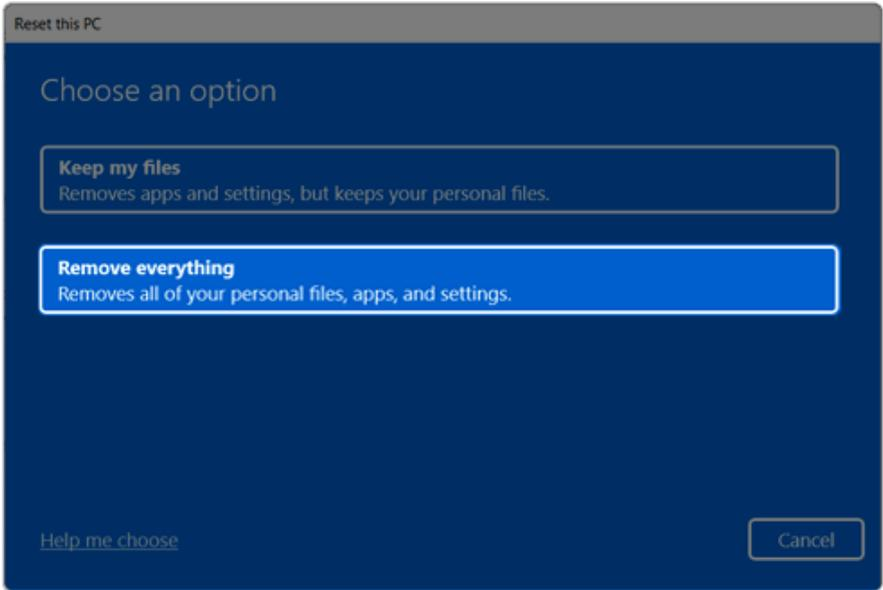 Reset this PC
Choose an option
Keep my files
Removes apps and settings, but keeps your personal files.
Remove everything
Removes all of your personal files, apps, and settings.
Help me choose
Cancel